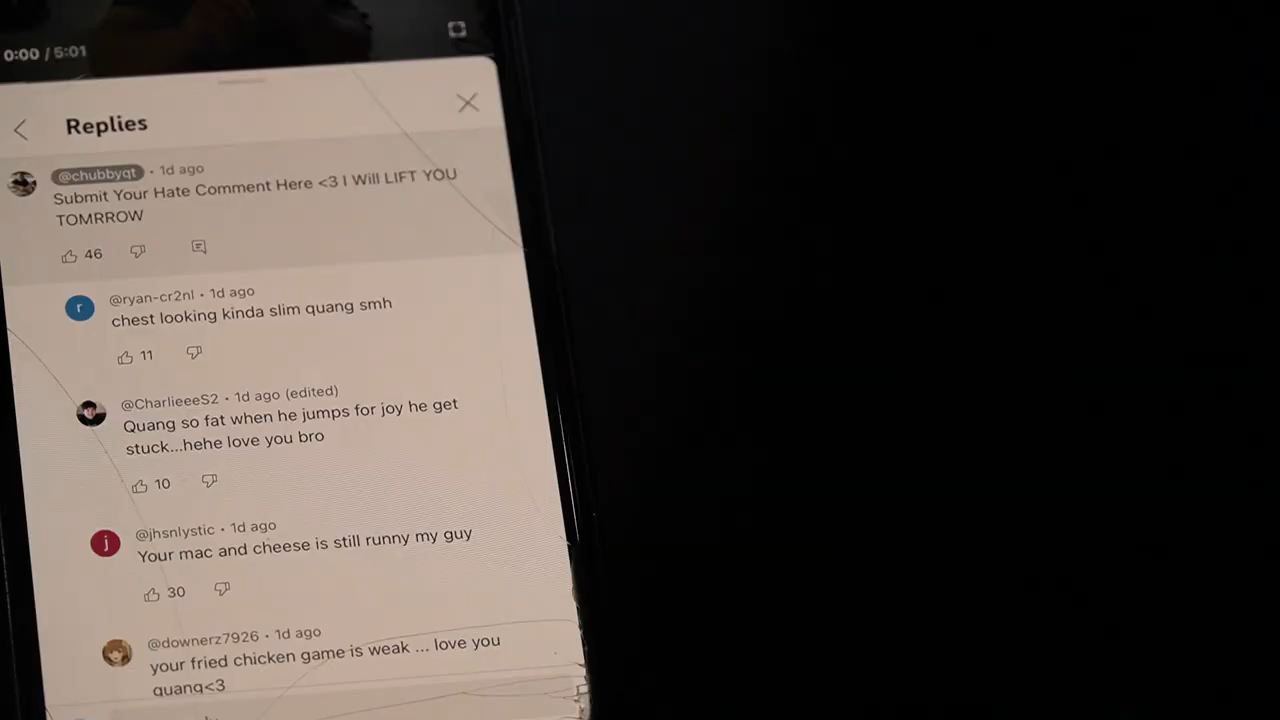 0:00 / 5:01
Replies
@chubbyqt • 1d ago
Submit Your Hate Comment Here <3 I Will LIFT YOU
TOMRROW
46
r
@ryan-cr2nl • 1d ago
chest looking kinda slim quang smh
11
@CharlieeeS2 • 1d ago (edited)
Quang so fat when he jumps for joy he get
stuck...hehe love you bro
10
j
@jhsnlystic • 1d ago
Your mac and cheese is still runny my guy
30
@downerz7926 • 1d ago
your fried chicken game is weak ... love you
quang<3